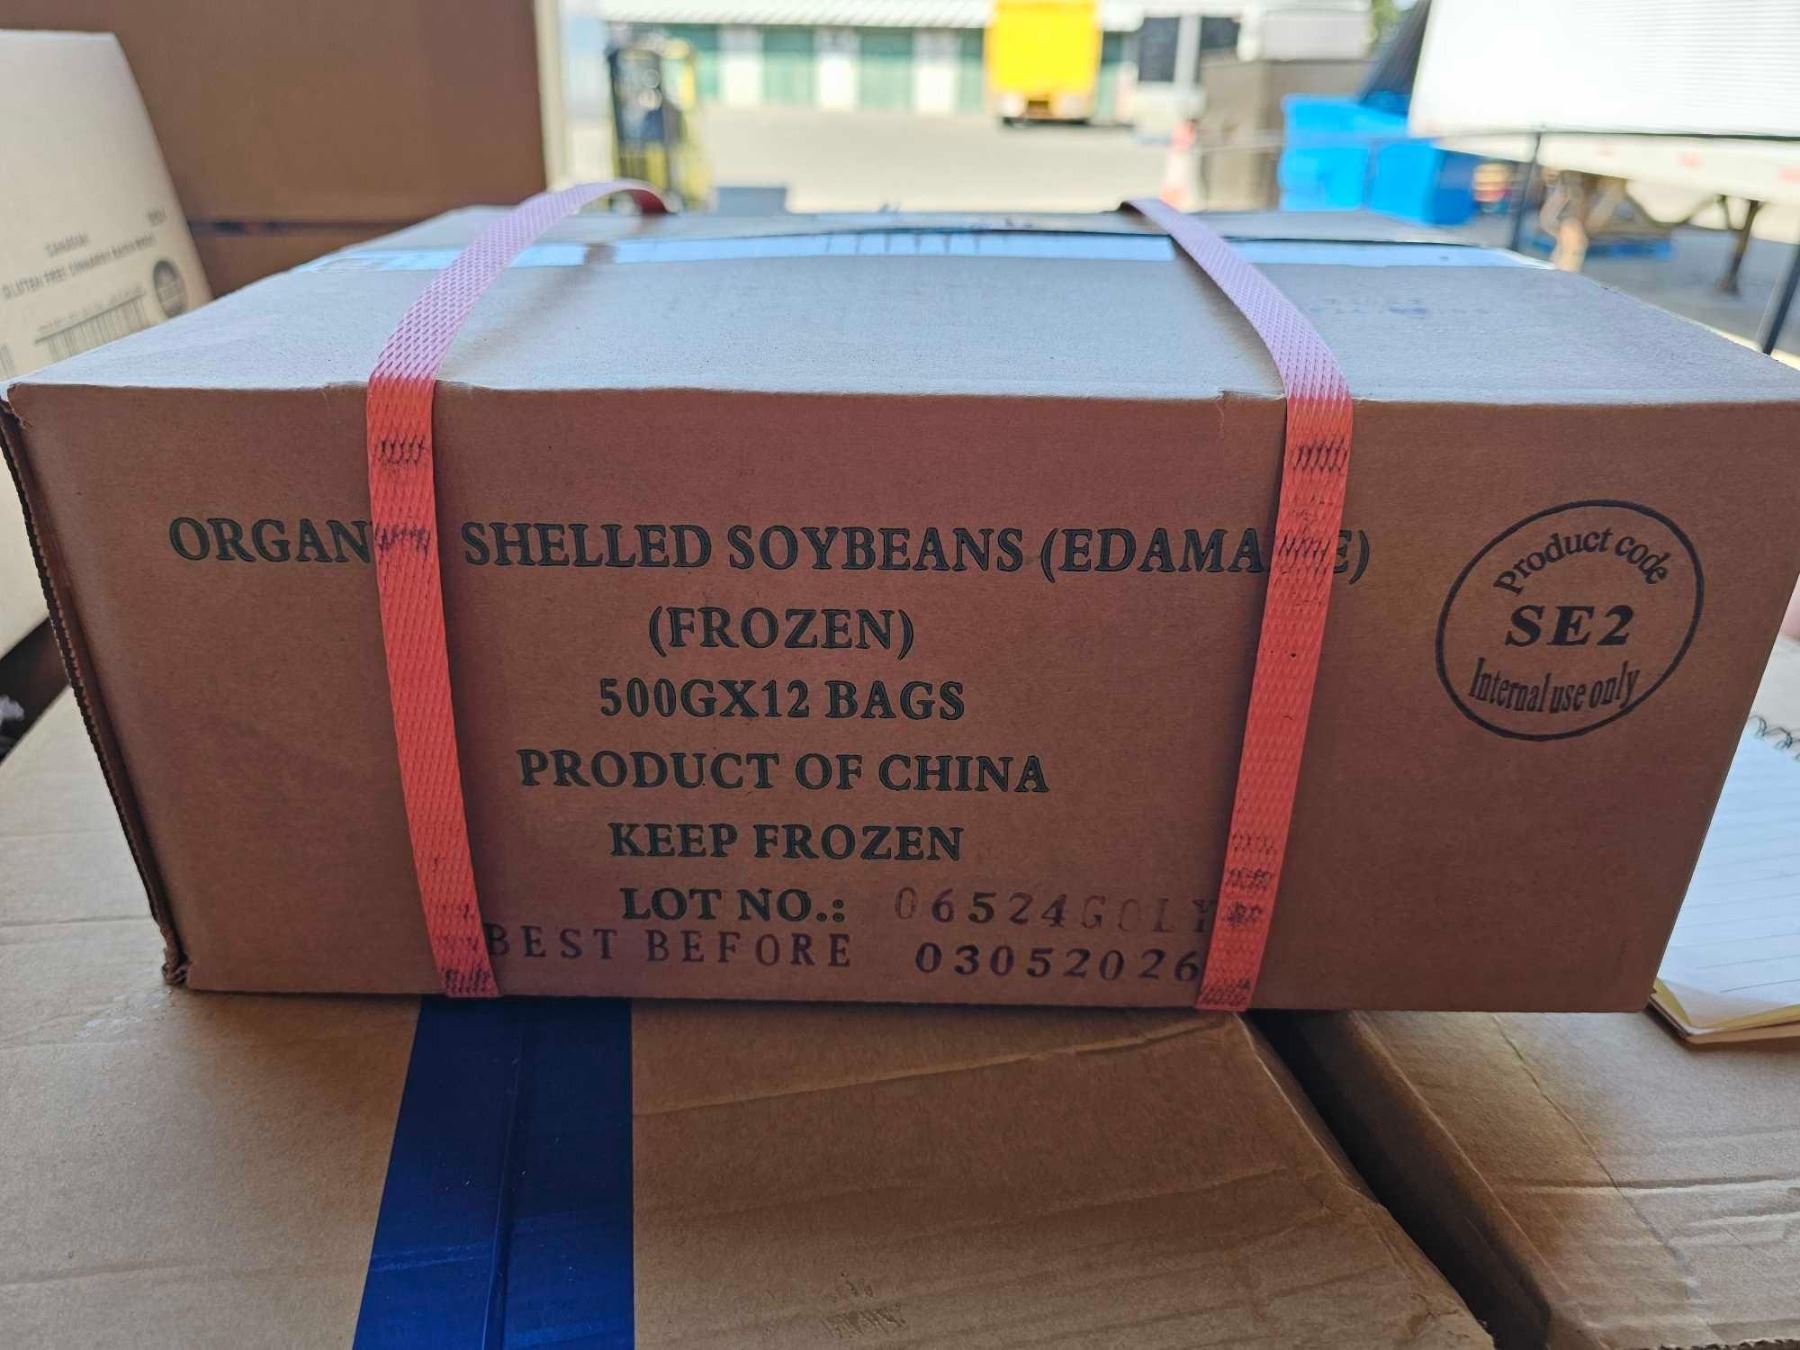 ORGAN SHELLED SOYBEANS (EDAMA E)
(FROZEN)
500GX12 BAGS
PRODUCT OF CHINA
KEEP FROZEN
LOT NO.: 06524GOLY
BEST BEFORE 03052026
Product code
SE2
Internal use only